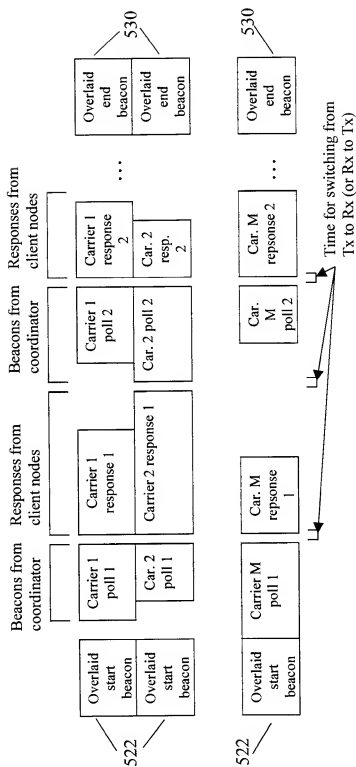 Beacons from
coordinator
Responses from
client nodes
Beacons from
coordinator
Responses from
client nodes
522
Overlaid
start
beacon
Carrier 1
poll 1
Carrier 1
response 1
Carrier 1
poll 2
Carrier 1
response
2
...
Overlaid
end
beacon
530
Overlaid
start
beacon
Car. 2
poll 1
Carrier 2 response 1
Car. 2 poll 2
Car. 2
resp.
2
Overlaid
end
beacon
522
Overlaid
start
beacon
Carrier M
poll 1
Car. M
repsonse
1
Car.
M
poll 2
Car. M
repsonse 2
...
Overlaid
end
beacon
530
Time for switching from
Tx to Rx (or Rx to Tx)